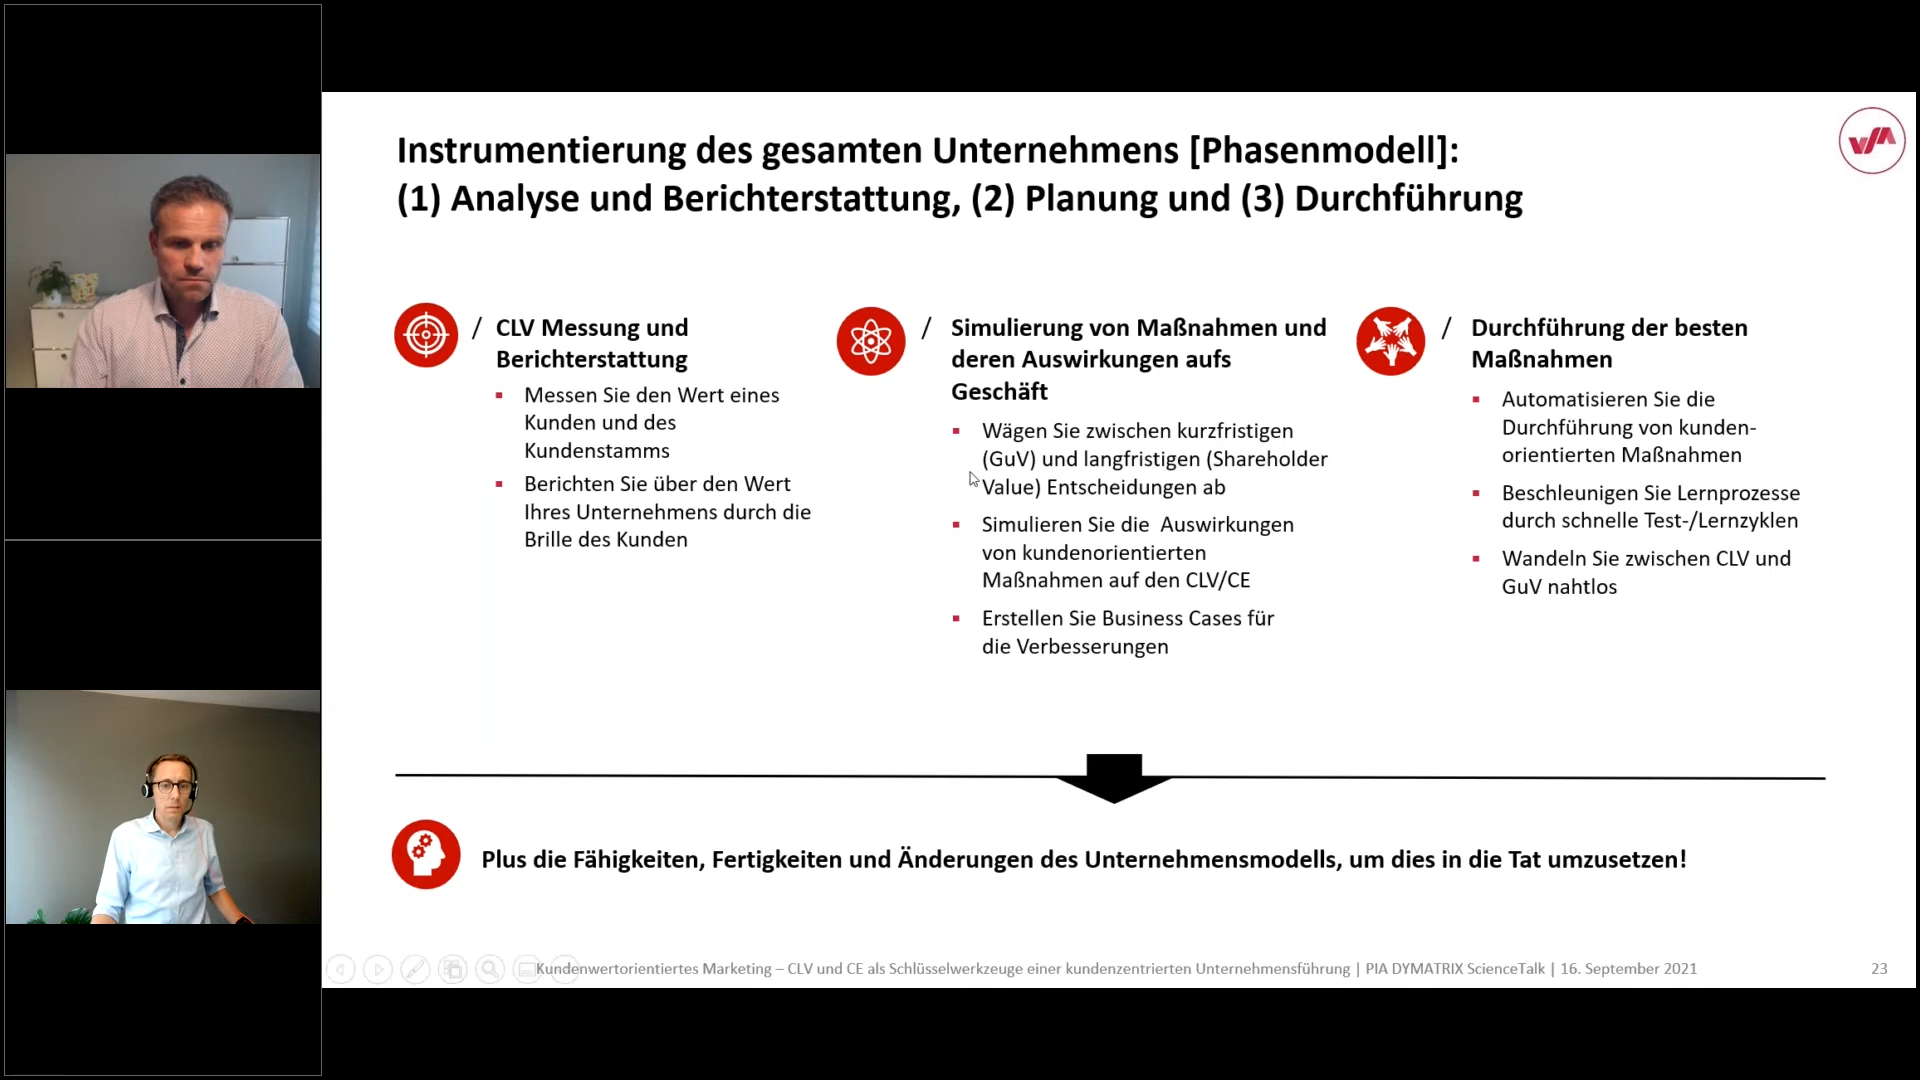 Instrumentierung des gesamten Unternehmens [Phasenmodell]:
(1) Analyse und Berichterstattung, (2) Planung und (3) Durchführung
/ CLV Messung und
Berichterstattung
▪ Messen Sie den Wert eines
Kunden und des
Kundenstamms
▪ Berichten Sie über den Wert
Ihres Unternehmens durch die
Brille des Kunden
/ Simulierung von Maßnahmen und
deren Auswirkungen aufs
Geschäft
▪ Wägen Sie zwischen kurzfristigen
(GuV) und langfristigen (Shareholder
Value) Entscheidungen ab
▪ Simulieren Sie die  Auswirkungen
von kundenorientierten
Maßnahmen auf den CLV/CE
▪ Erstellen Sie Business Cases für
die Verbesserungen
/ Durchführung der besten
Maßnahmen
▪ Automatisieren Sie die
Durchführung von kunden-
orientierten Maßnahmen
▪ Beschleunigen Sie Lernprozesse
durch schnelle Test-/Lernzyklen
▪ Wandeln Sie zwischen CLV und
GuV nahtlos
Plus die Fähigkeiten, Fertigkeiten und Änderungen des Unternehmensmodells, um dies in die Tat umzusetzen!
Kundenwertorientiertes Marketing – CLV und CE als Schlüsselwerkzeuge einer kundenzentrierten Unternehmensführung | PIA DYMATRIX ScienceTalk | 16. September 2021
23